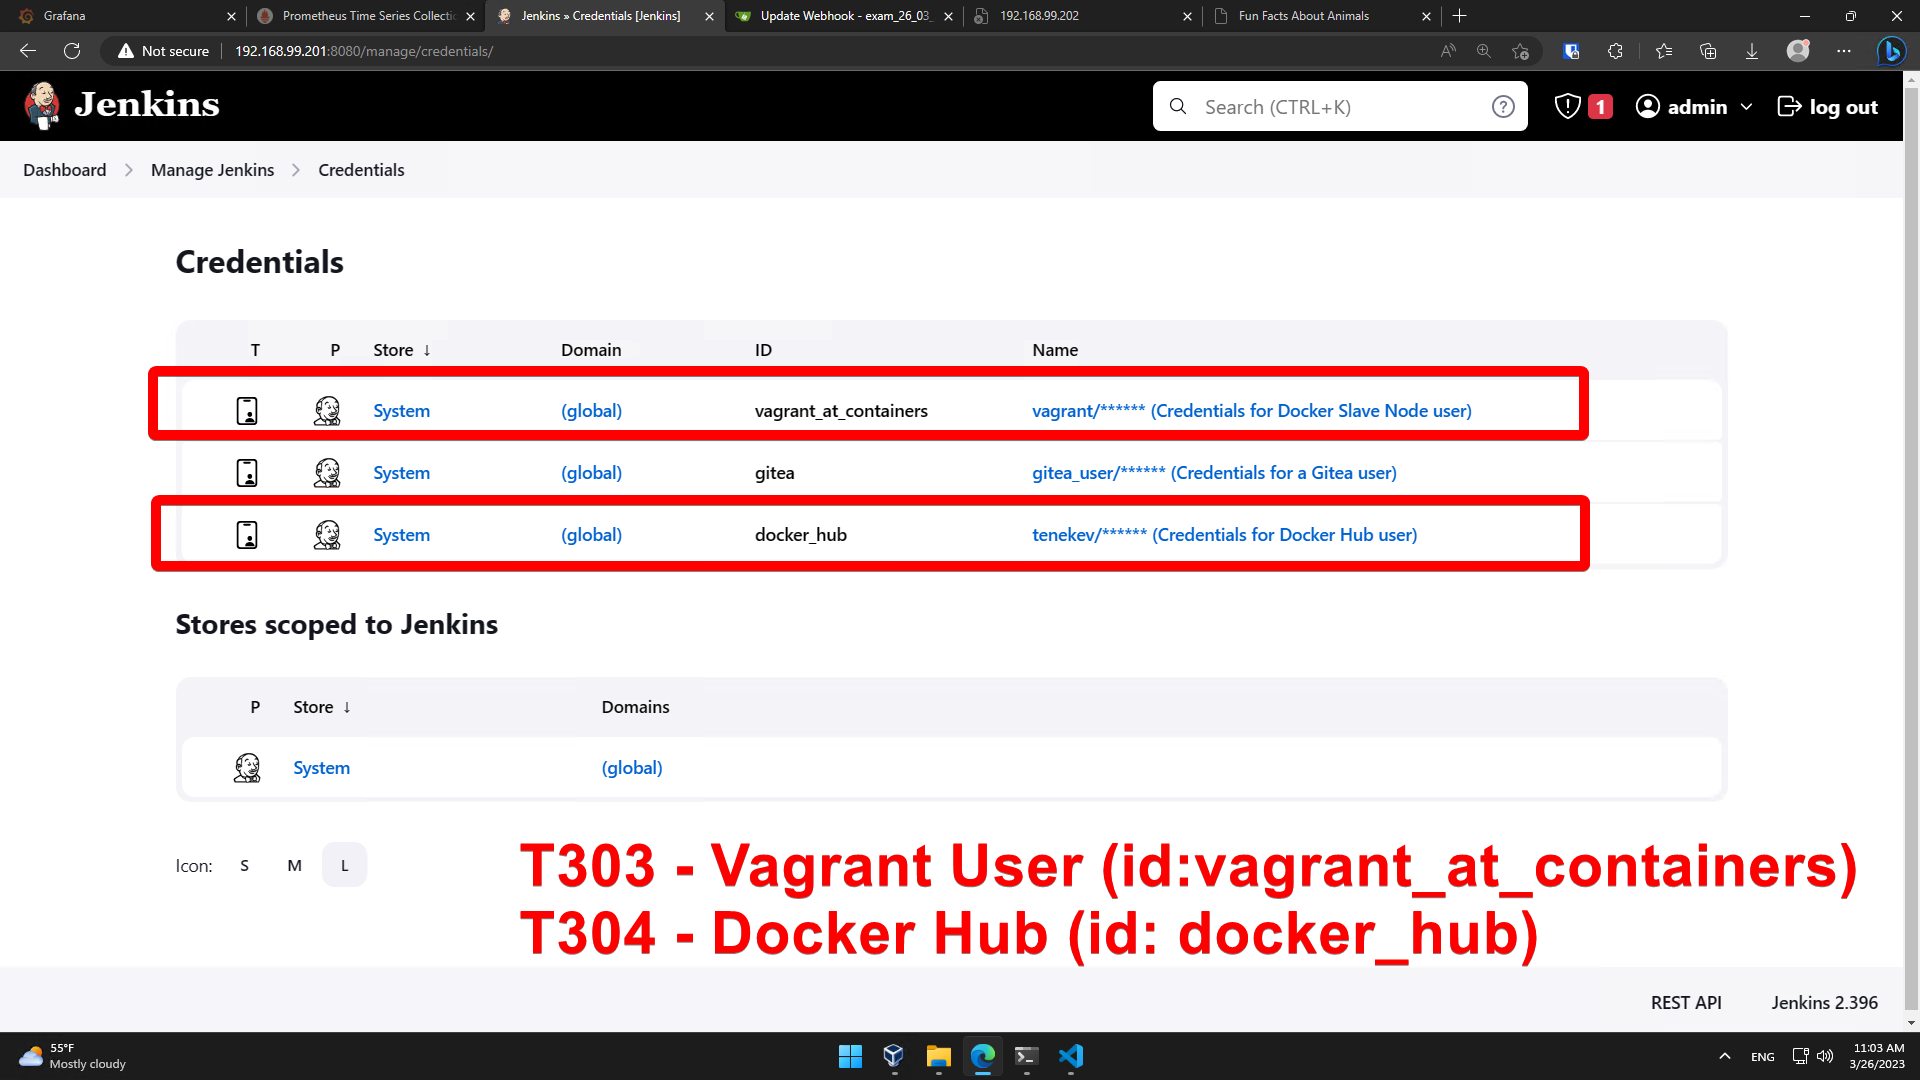 Grafana
Prometheus Time Series Collectio
Jenkins » Credentials [Jenkins]
Update Webhook - exam_26_03_
192.168.99.202
Fun Facts About Animals
Not secure
192.168.99.201:8080/manage/credentials/
Jenkins
Search (CTRL+K)
1
admin
log out
Dashboard
Manage Jenkins
Credentials
Credentials
T P Store ↓ Domain ID Name
System (global) vagrant_at_containers vagrant/****** (Credentials for Docker Slave Node user)
System (global) gitea gitea_user/****** (Credentials for a Gitea user)
System (global) docker_hub tenekev/****** (Credentials for Docker Hub user)
Stores scoped to Jenkins
P Store ↓ Domains
System (global)
Icon: S M L
T303 - Vagrant User (id:vagrant_at_containers)
T304 - Docker Hub (id: docker_hub)
REST API Jenkins 2.396
55°F
Mostly cloudy
ENG
11:03 AM
3/26/2023